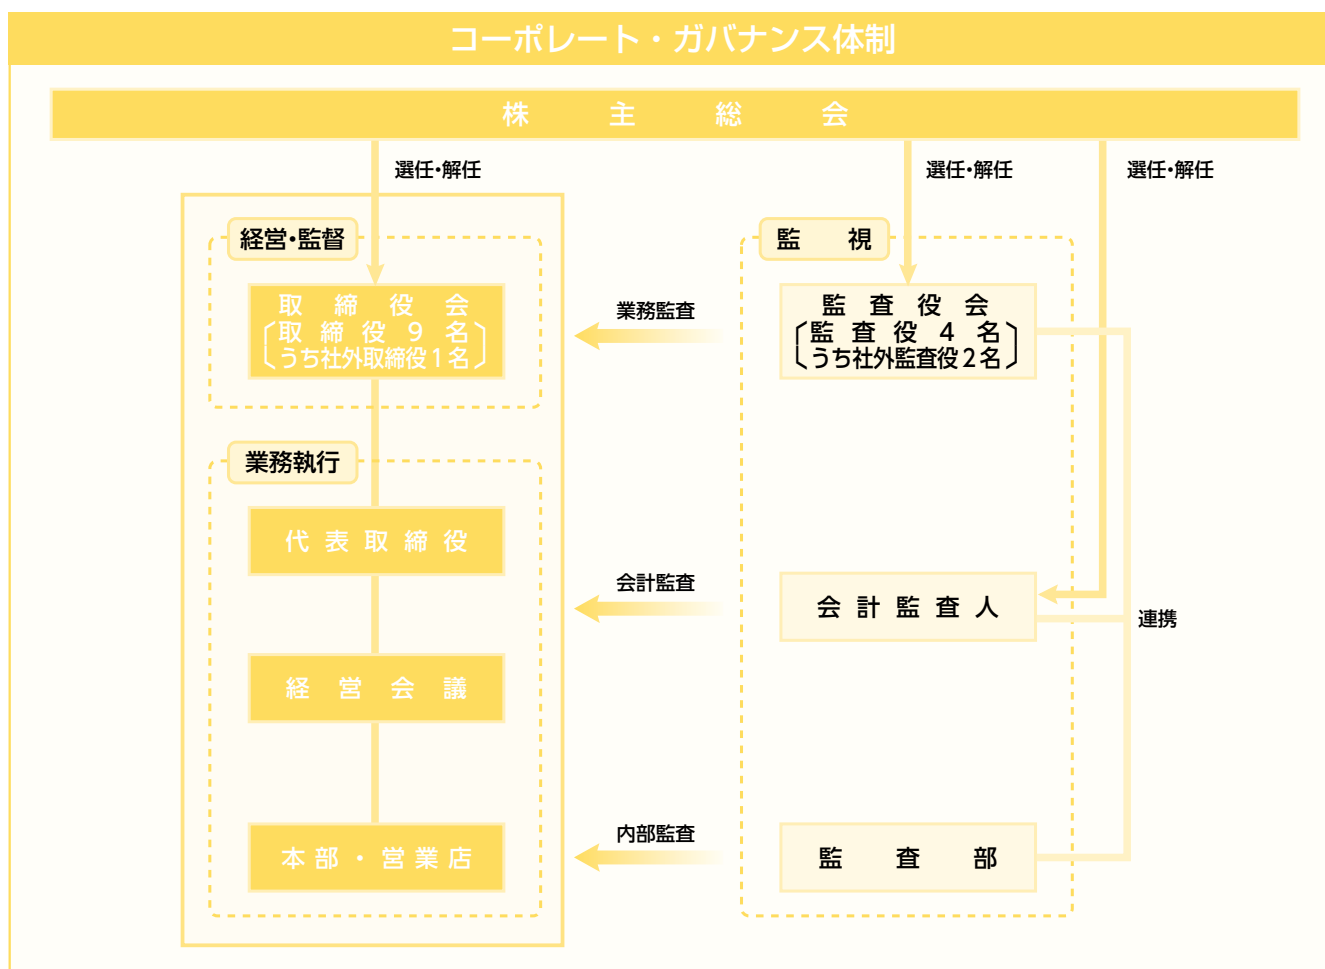 コーポレート・ガバナンス体制
株主総会
選任・解任
選任・解任
選任・解任
経営・監督
取締役会
〔取締役9名
うち社外取締役1名〕
業務監査
監視
監査役会
〔監査役4名
うち社外監査役2名〕
業務執行
代表取締役
会計監査
会計監査人
連携
経営会議
本部・営業店
内部監査
監査部